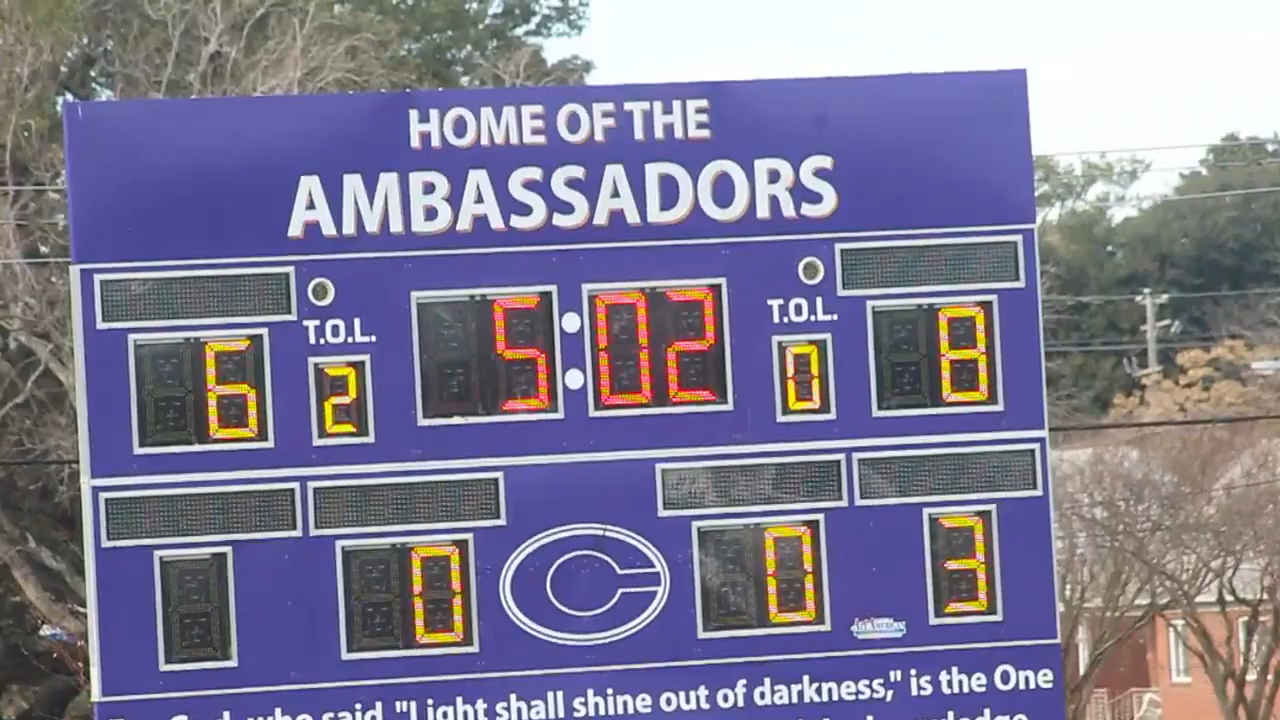 HOME OF THE
AMBASSADORS
T.O.L. T.O.L.
6 2 5:02 0 8
0 C 0 3
who said, "Light shall shine out of darkness," is the One